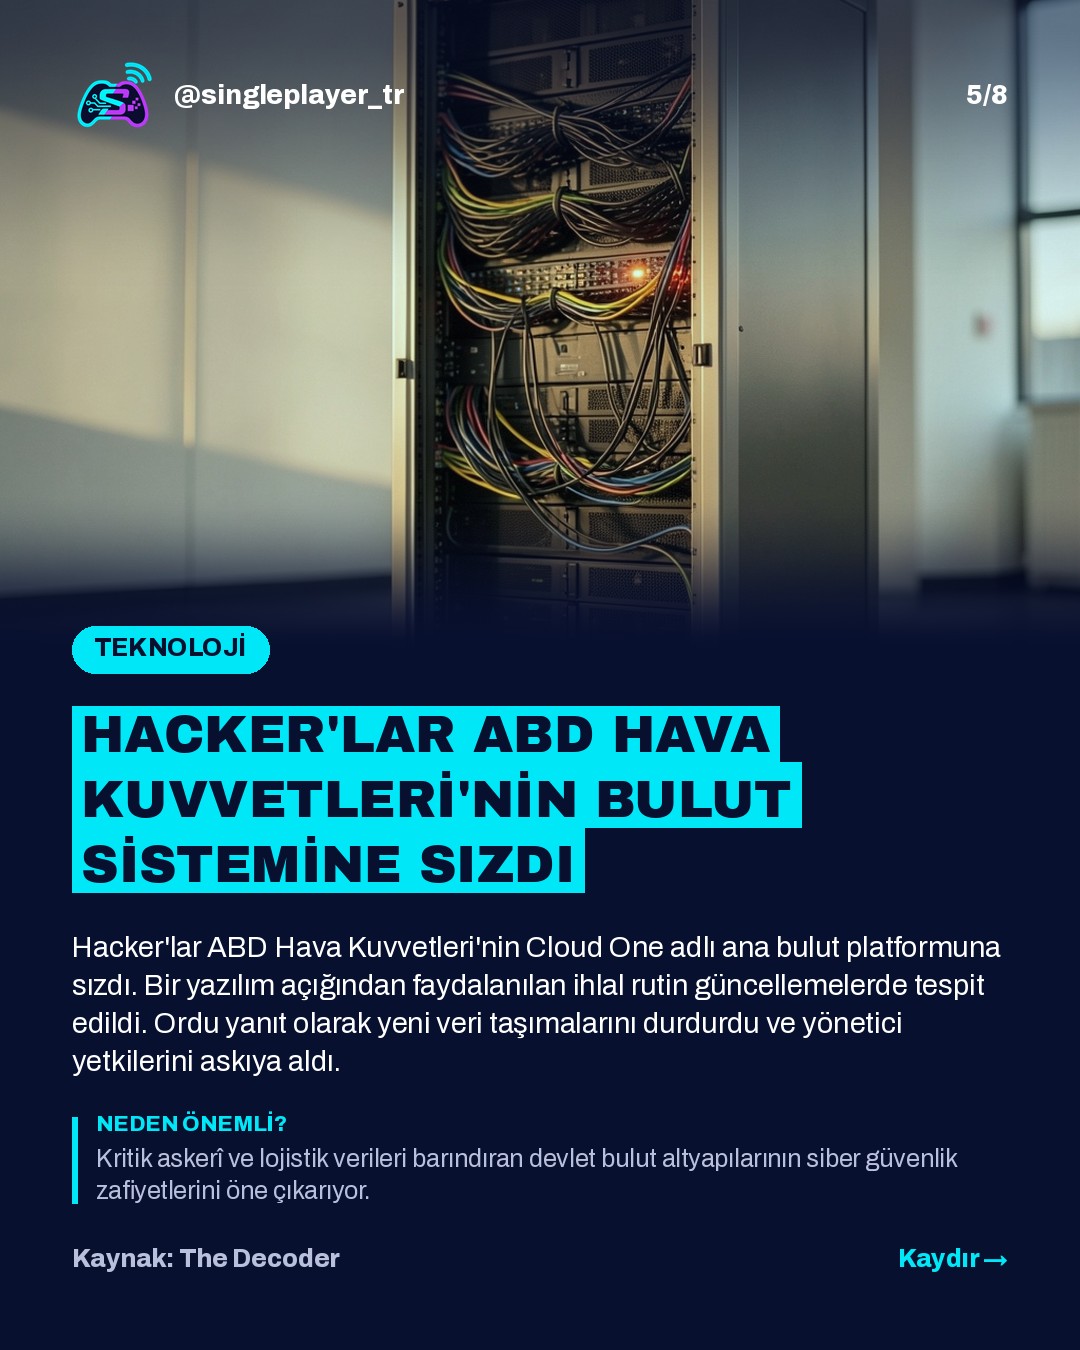 @singleplayer_tr
5/8
TEKNOLOJİ
HACKER'LAR ABD HAVA
KUVVETLERİ'NİN BULUT
SİSTEMİNE SIZDI
Hacker'lar ABD Hava Kuvvetleri'nin Cloud One adlı ana bulut platformuna
sızdı. Bir yazılım açığından faydalanılan ihlal rutin güncellemelerde tespit
edildi. Ordu yanıt olarak yeni veri taşımalarını durdurdu ve yönetici
yetkilerini askıya aldı.
NEDEN ÖNEMLİ?
Kritik askerî ve lojistik verileri barındıran devlet bulut altyapılarının siber güvenlik
zafiyetlerini öne çıkarıyor.
Kaynak: The Decoder
Kaydır →